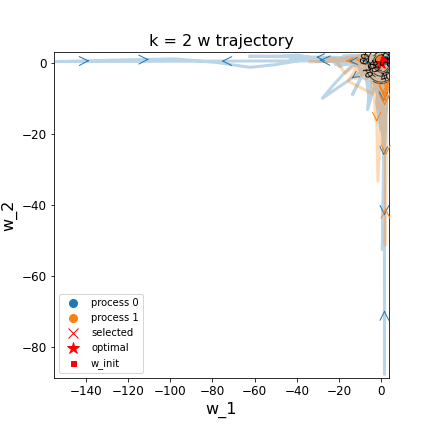 k = 2 w trajectory
w_2
0
−20
−40
−60
−80
process 0
process 1
selected
optimal
w_init
−140 −120 −100 −80 −60 −40 −20 0
w_1